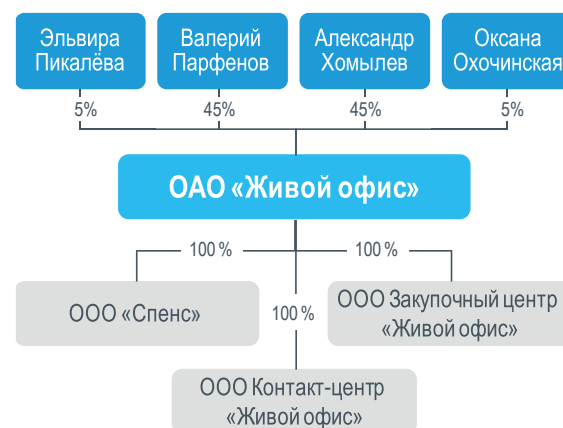 Эльвира
Пикалёва
Валерий
Парфенов
Александр
Хомылев
Оксана
Охочинская
5%
45%
45%
5%
ОАО «Живой офис»
100 %
100 %
ООО «Спенс»
100 %
ООО Закупочный центр
«Живой офис»
ООО Контакт-центр
«Живой офис»